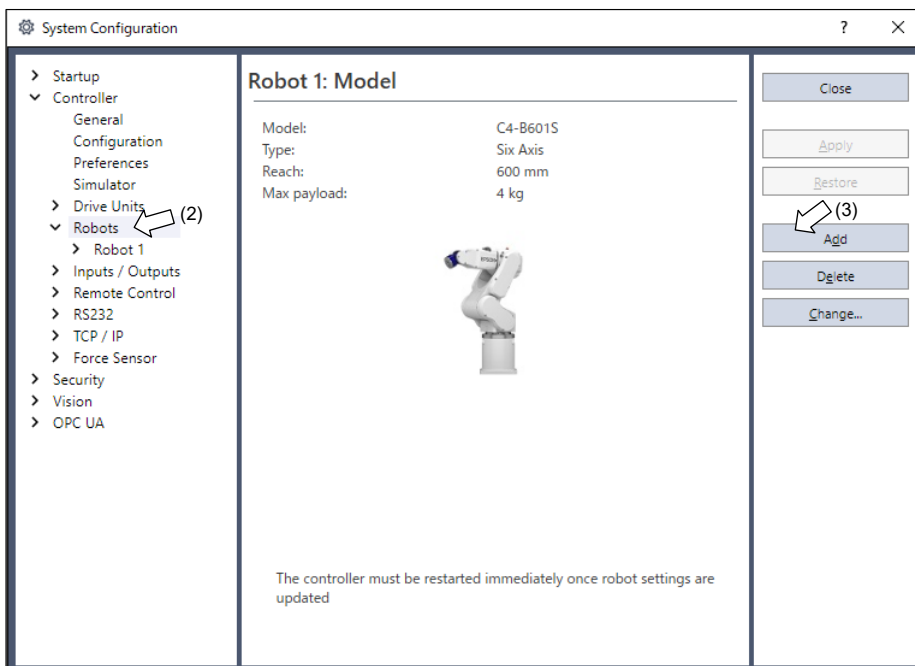 System Configuration
? ×
Startup
Controller
General
Configuration
Preferences
Simulator
Drive Units
(2)
Robots
Robot 1
Inputs / Outputs
Remote Control
RS232
TCP / IP
Force Sensor
Security
Vision
OPC UA
Robot 1: Model
Model: C4-B601S
Type: Six Axis
Reach: 600 mm
Max payload: 4 kg
EPSON
The controller must be restarted immediately once robot settings are
updated
Close
Apply
Restore
(3)
Add
Delete
Change...